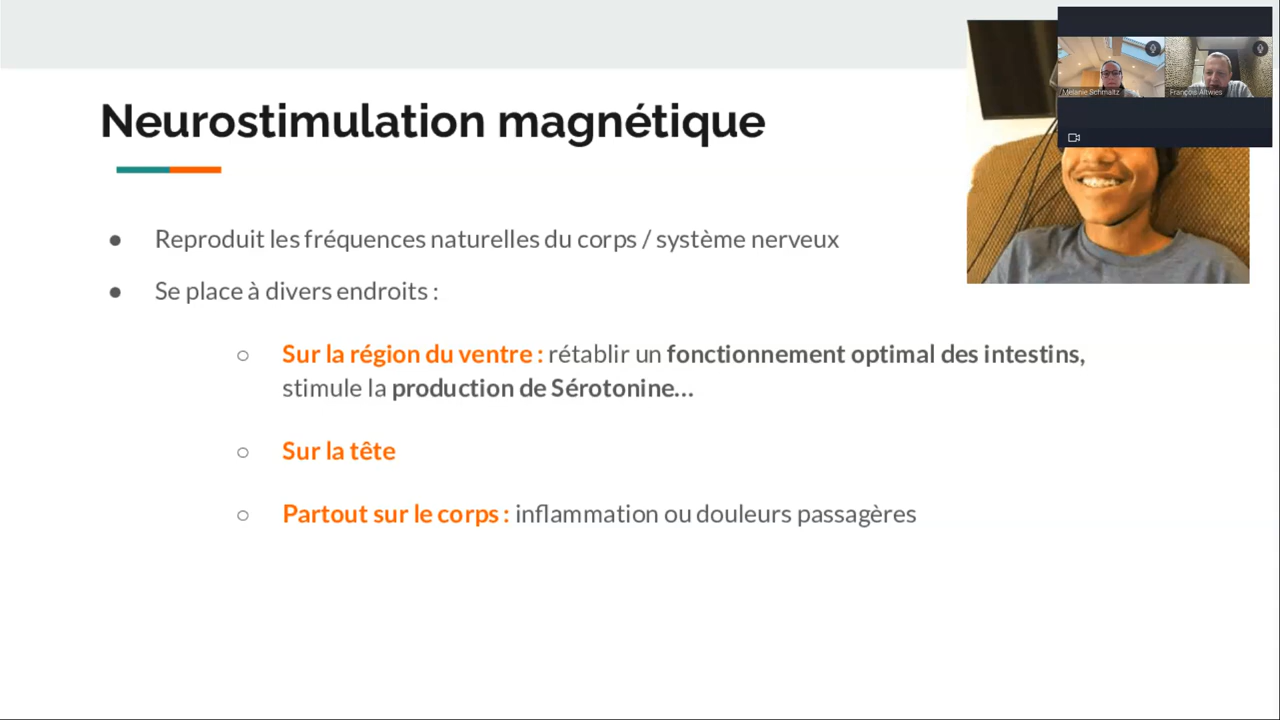 Neurostimulation magnétique
Mélanie Schmaltz
François Altwies
● Reproduit les fréquences naturelles du corps / système nerveux
● Se place à divers endroits :
○ Sur la région du ventre : rétablir un fonctionnement optimal des intestins,
stimule la production de Sérotonine...
○ Sur la tête
○ Partout sur le corps : inflammation ou douleurs passagères